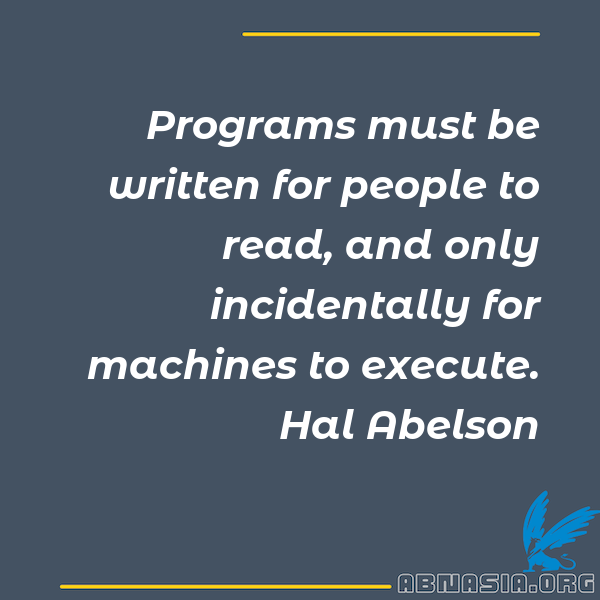 Programs must be
written for people to
read, and only
incidentally for
machines to execute.
Hal Abelson
ABNASIA.ORG